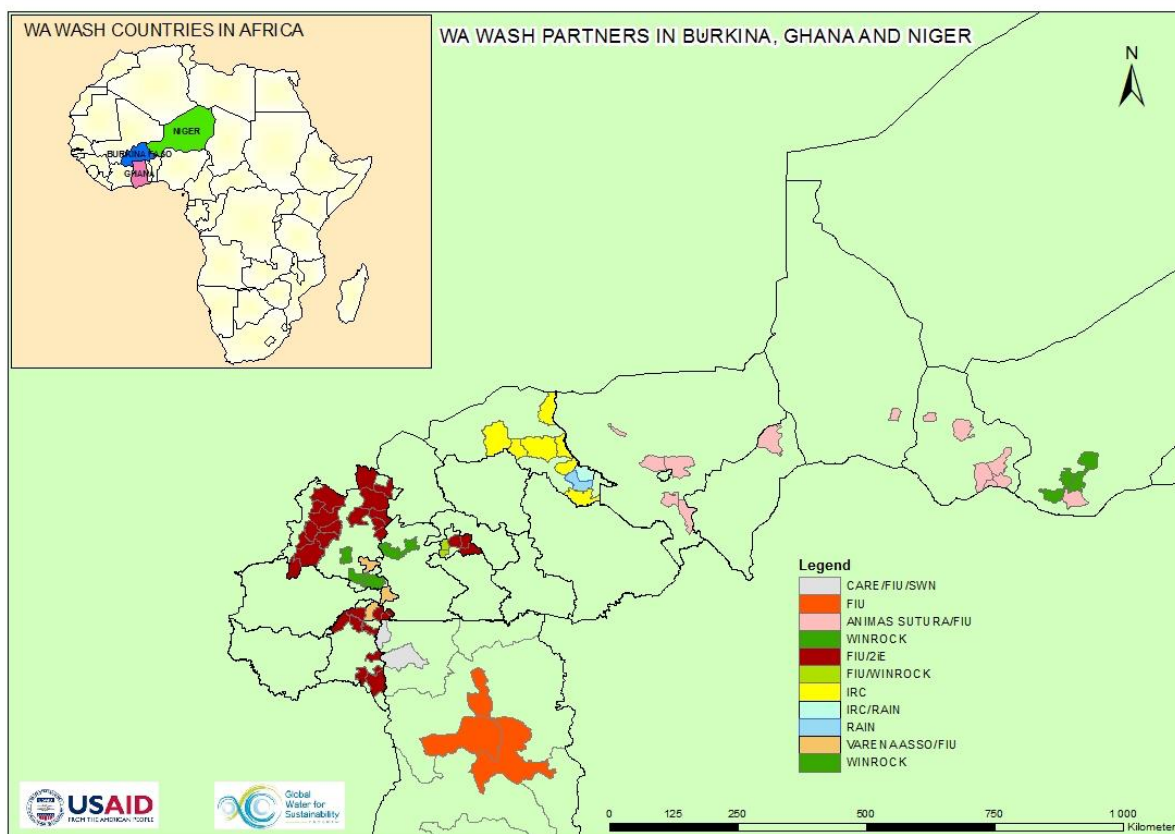 WA WASH COUNTRIES IN AFRICA
NIGER
BURKINA FASO
GHANA
WA WASH PARTNERS IN BURKINA, GHANA AND NIGER
N
Legend
CARE/FIU/SWN
FIU
ANIMAS SUTURA/FIU
WINROCK
FIU/2iE
FIU/WINROCK
IRC
IRC/RAIN
RAIN
VARENAASSO/FIU
WINROCK
USAID
FROM THE AMERICAN PEOPLE
Global
Water for
Sustainability
0 125 250 500 750 1 000
Kilometer